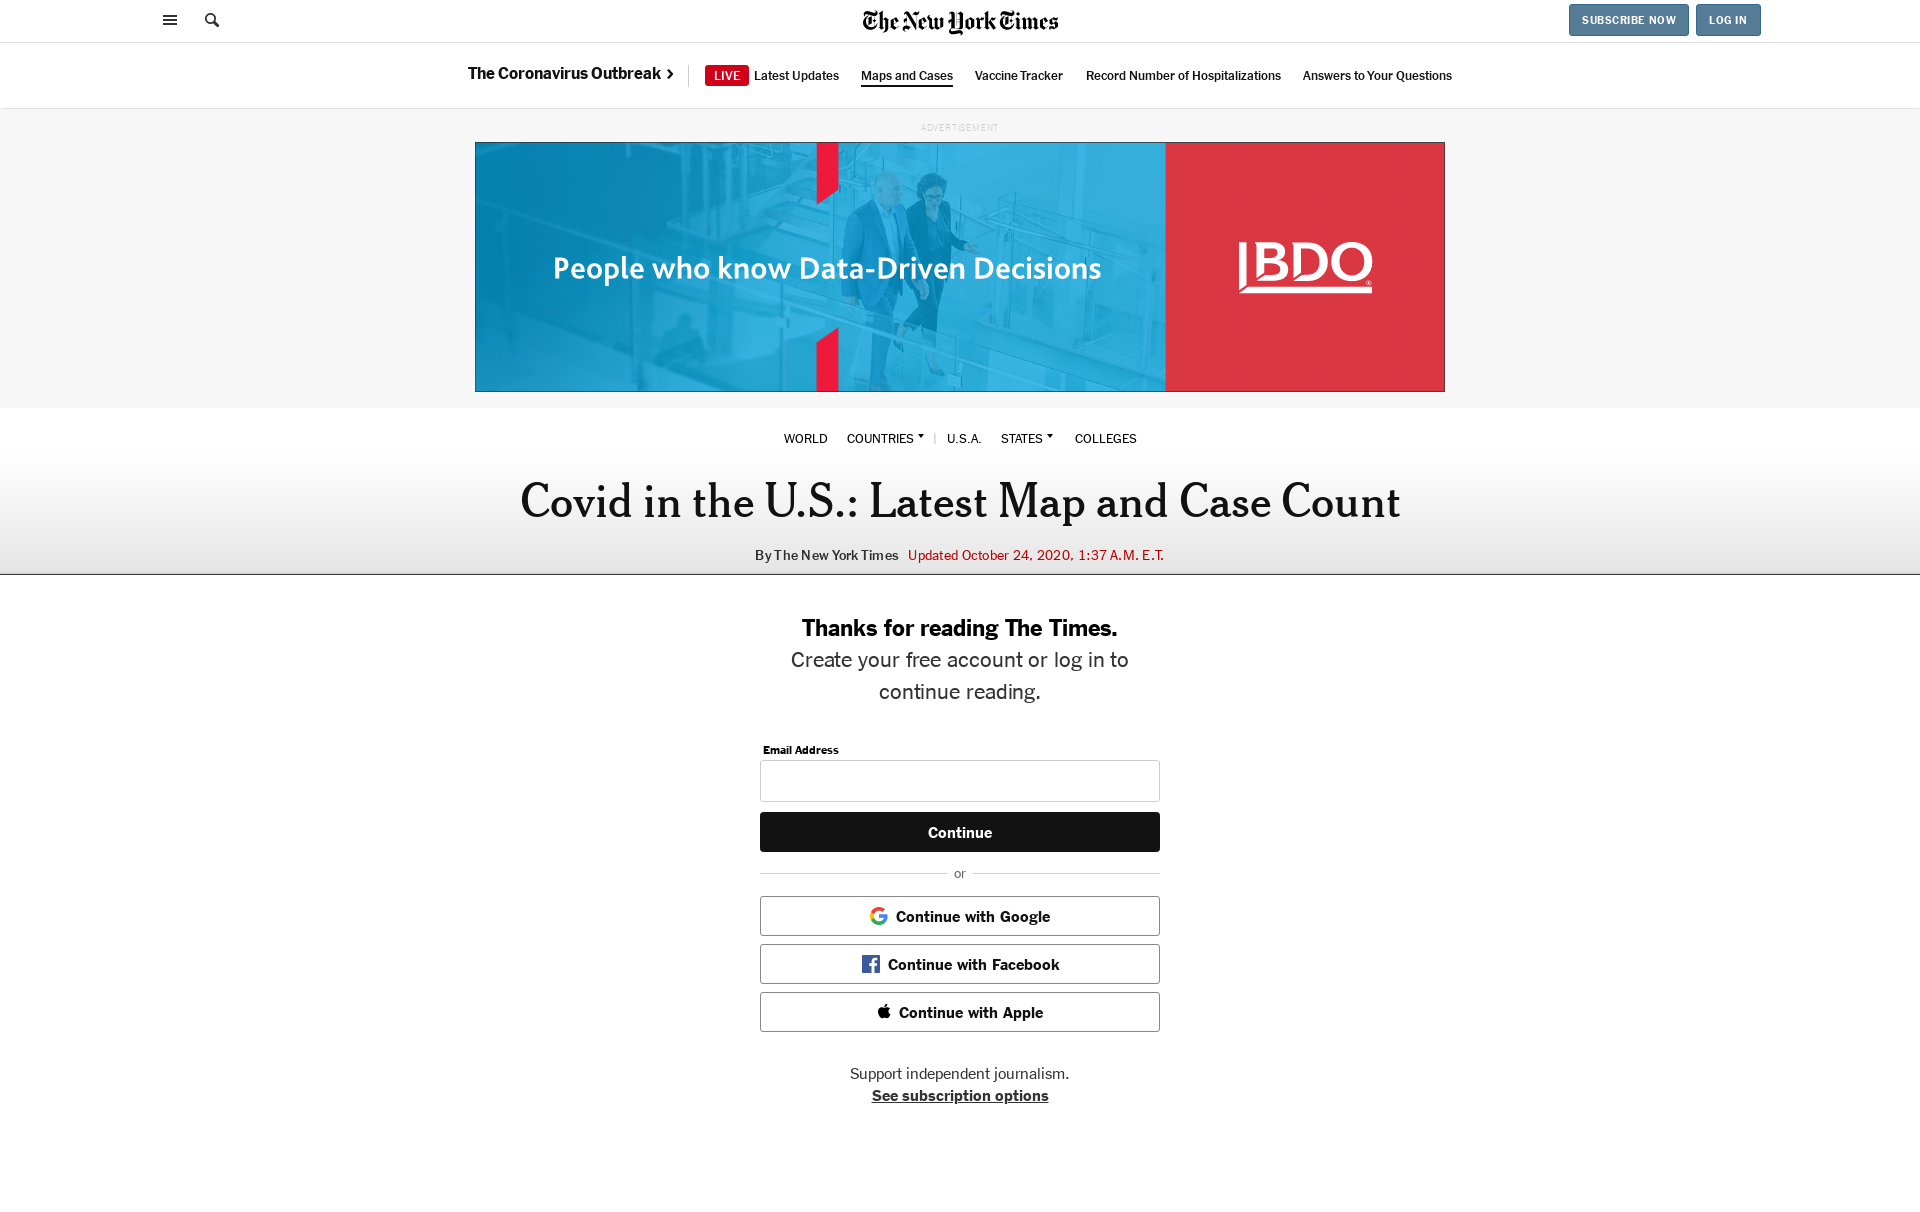 The New York Times
SUBSCRIBE NOW
LOG IN
The Coronavirus Outbreak
LIVE Latest Updates
Maps and Cases
Vaccine Tracker
Record Number of Hospitalizations
Answers to Your Questions
ADVERTISEMENT
People who know Data-Driven Decisions
BDO
WORLD
COUNTRIES
U.S.A.
STATES
COLLEGES
Covid in the U.S.: Latest Map and Case Count
By The New York Times Updated October 24, 2020, 1:37 A.M. E.T.
Thanks for reading The Times.
Create your free account or log in to
continue reading.
Email Address
Continue
or
Continue with Google
Continue with Facebook
Continue with Apple
Support independent journalism.
See subscription options